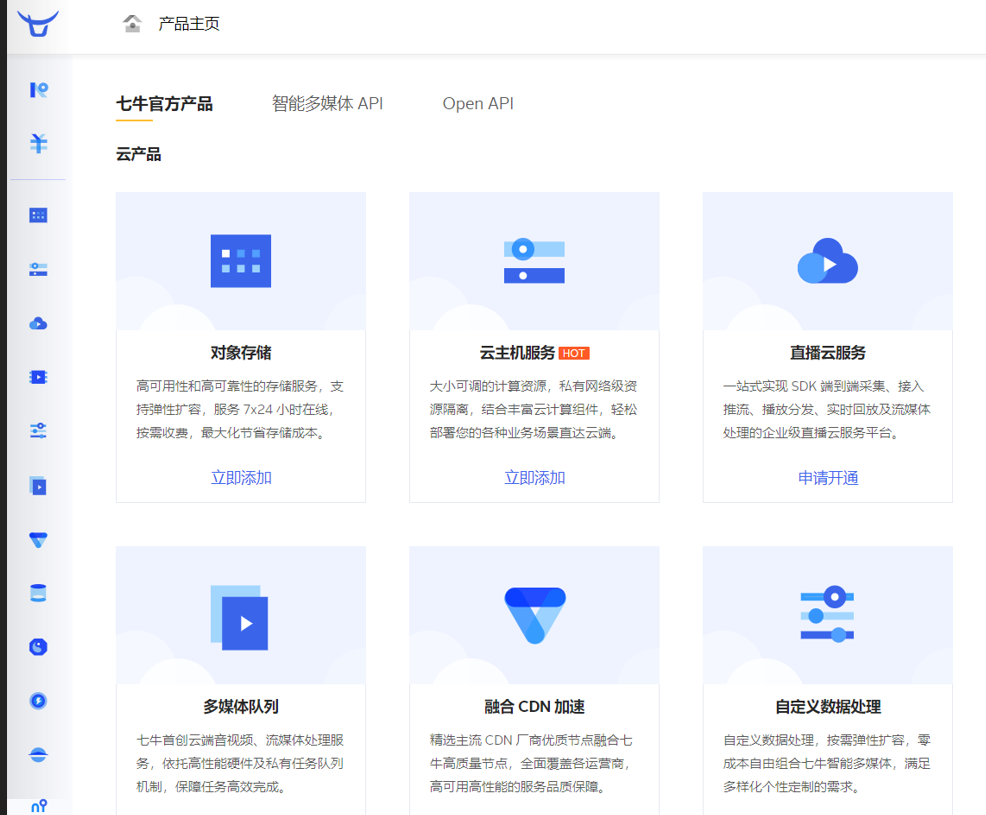 产品主页
七牛官方产品 智能多媒体 API Open API
云产品
对象存储
高可用性和高可靠性的存储服务，支
持弹性扩容，服务 7x24 小时在线，
按需收费，最大化节省存储成本。
立即添加
云主机服务 HOT
大小可调的计算资源，私有网络级资
源隔离，结合丰富云计算组件，轻松
部署您的各种业务场景直达云端。
立即添加
直播云服务
一站式实现 SDK 端到端采集、接入
推流、播放分发、实时回放及流媒体
处理的企业级直播云服务平台。
申请开通
多媒体队列
七牛首创云端音视频、流媒体处理服
务，依托高性能硬件及私有任务队列
机制，保障任务高效完成。
融合 CDN 加速
精选主流 CDN 厂商优质节点融合七
牛高质量节点，全面覆盖各运营商，
高可用高性能的服务品质保障。
自定义数据处理
自定义数据处理，按需弹性扩容，零
成本自由组合七牛智能多媒体，满足
多样化个性定制的需求。